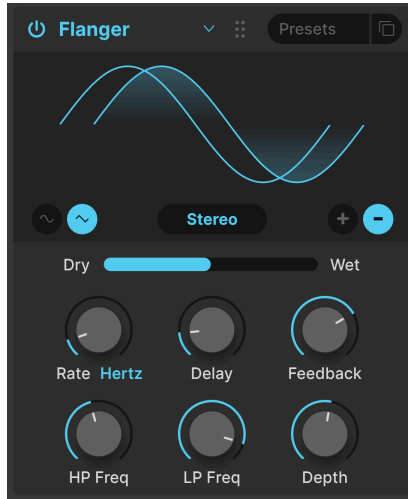 Flanger Presets
Stereo + -
Dry Wet
Rate Hertz Delay Feedback
HP Freq LP Freq Depth